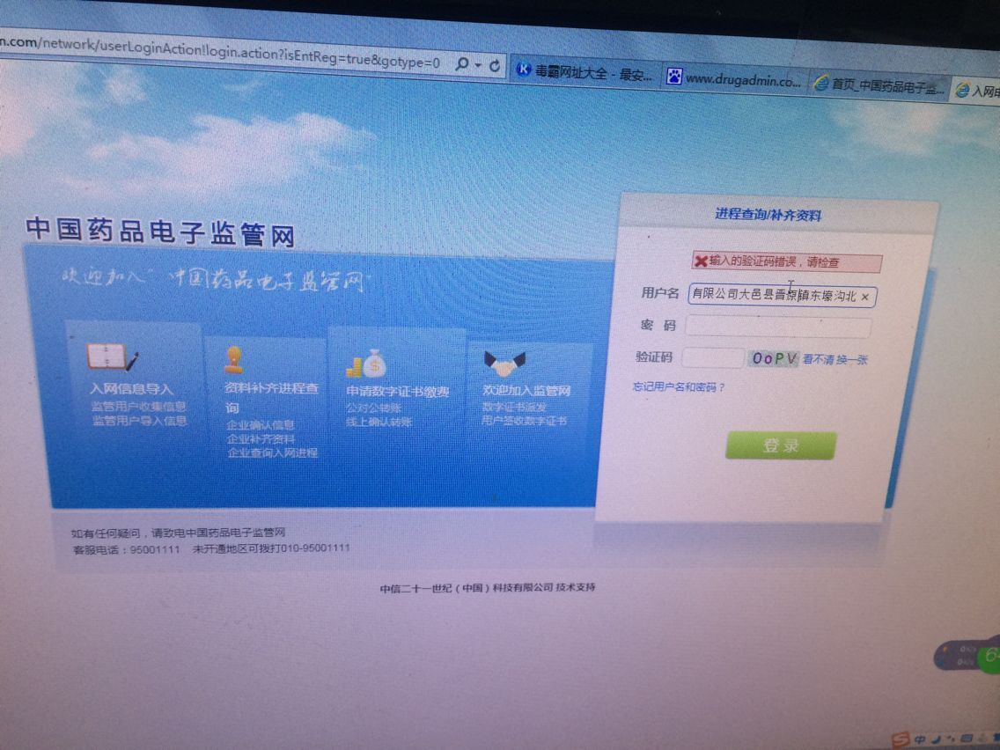 n.com/network/userLoginAction!login.action?isEntReg=true&gotype=0
毒霸网址大全 - 最安...
www.drugadmin.co...
首页_中国药品电子监...
入网申
中国药品电子监管网
欢迎加入 “中国药品电子监管网”
入网信息导入
监管用户收集信息
监管用户导入信息
资料补齐进程查
询
企业确认信息
企业补齐资料
企业查询入网进程
申请数字证书缴费
公对公转账
线上确认转账
欢迎加入监管网
数字证书派发
用户签收数字证书
进程查询/补齐资料
输入的验证码错误，请检查
用户名 有限公司大邑县晋原镇东壕沟北 ×
密 码
验证码 OoPV 看不清 换一张
忘记用户名和密码？
登 录
如有任何疑问，请致电中国药品电子监管网
客服电话：95001111 未开通地区可拨打010-95001111
中信二十一世纪（中国）科技有限公司 技术支持
0K/s
0K/s
中